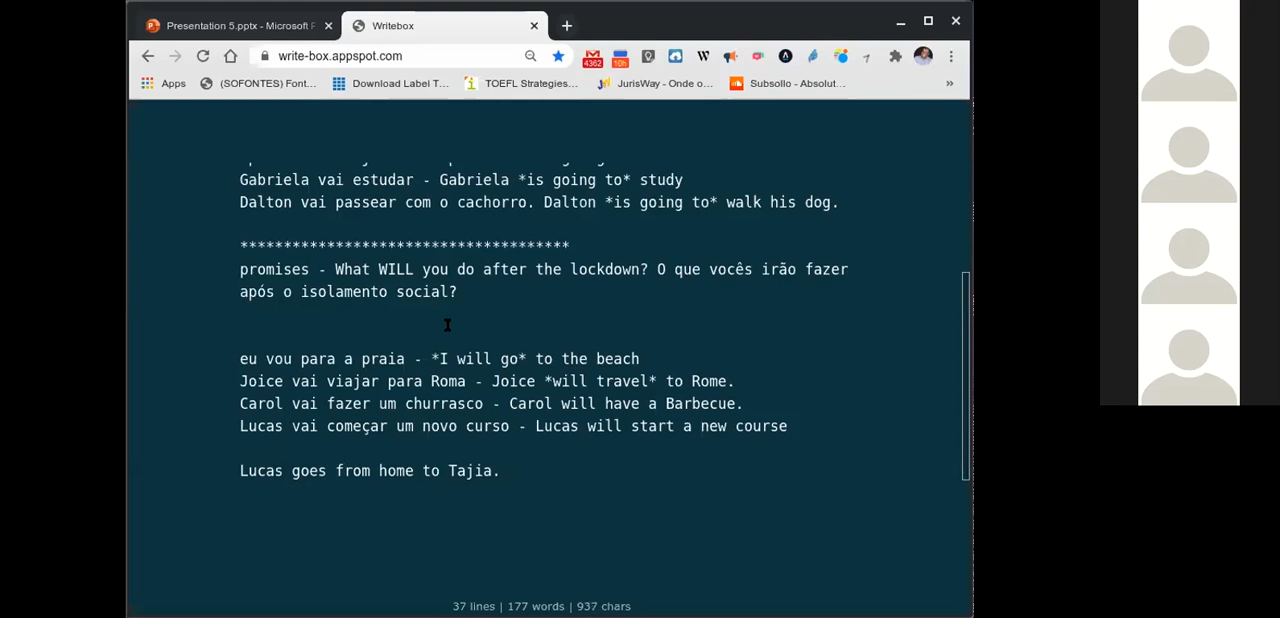 Presentation 5.pptx - Microsoft P
Writebox
write-box.appspot.com
4362
10h
W
Apps
(SOFONTES) Font...
Download Label T...
TOEFL Strategies...
JurisWay - Onde o...
Subsollo - Absolut...
»
Gabriela vai estudar - Gabriela *is going to* study
Dalton vai passear com o cachorro. Dalton *is going to* walk his dog.
**************************************
promises - What WILL you do after the lockdown? O que vocês irão fazer
após o isolamento social?
eu vou para a praia - *I will go* to the beach
Joice vai viajar para Roma - Joice *will travel* to Rome.
Carol vai fazer um churrasco - Carol will have a Barbecue.
Lucas vai começar um novo curso - Lucas will start a new course
Lucas goes from home to Tajia.
37 lines | 177 words | 937 chars